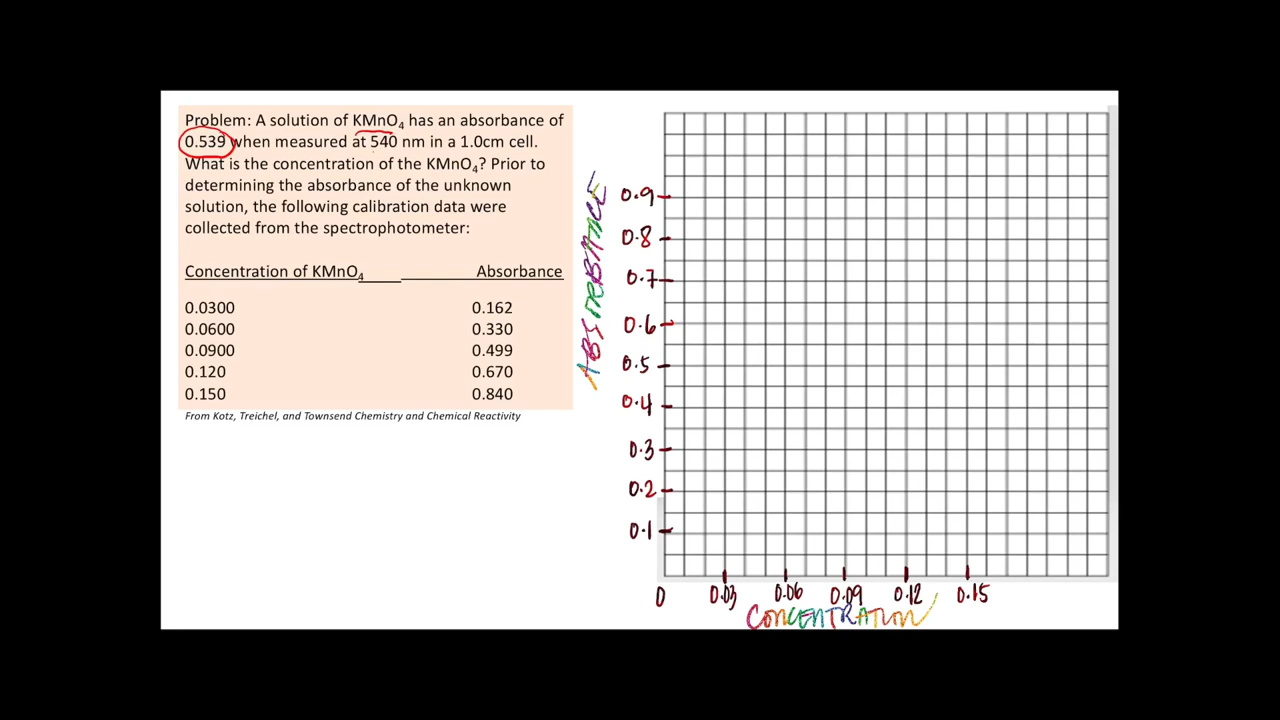 Problem: A solution of KMnO4 has an absorbance of
0.539 when measured at 540 nm in a 1.0cm cell.
What is the concentration of the KMnO4? Prior to
determining the absorbance of the unknown
solution, the following calibration data were
collected from the spectrophotometer:
Concentration of KMnO4 Absorbance
0.0300 0.162
0.0600 0.330
0.0900 0.499
0.120 0.670
0.150 0.840
From Kotz, Treichel, and Townsend Chemistry and Chemical Reactivity
ABSORBANCE
0.9
0.8
0.7
0.6
0.5
0.4
0.3
0.2
0.1
0 0.03 0.06 0.09 0.12 0.15
CONCENTRATION